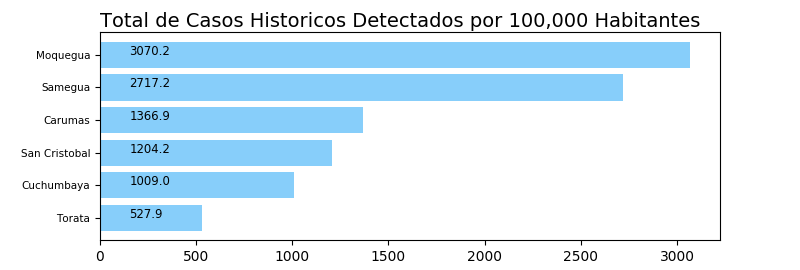 Total de Casos Historicos Detectados por 100,000 Habitantes
Moquegua 3070.2
Samegua 2717.2
Carumas 1366.9
San Cristobal 1204.2
Cuchumbaya 1009.0
Torata 527.9
0 500 1000 1500 2000 2500 3000